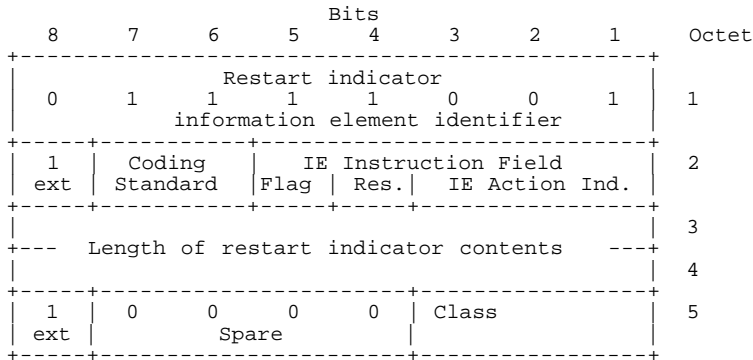 Bits
8 7 6 5 4 3 2 1 Octet
+-----------------------------------------------+
| Restart indicator |
| 0 1 1 1 1 0 0 1 | 1
| information element identifier |
+-----+-----------+-----------------------------+
| 1 | Coding | IE Instruction Field | 2
| ext | Standard |Flag | Res.| IE Action Ind. |
+-----+-----------+-----+-----+-----------------+
| | 3
+--- Length of restart indicator contents ---+
| | 4
+-----+-----------------------+-----------------+
| 1 | 0 0 0 0 | Class | 5
| ext | Spare | |
+-----+-----------------------+-----------------+